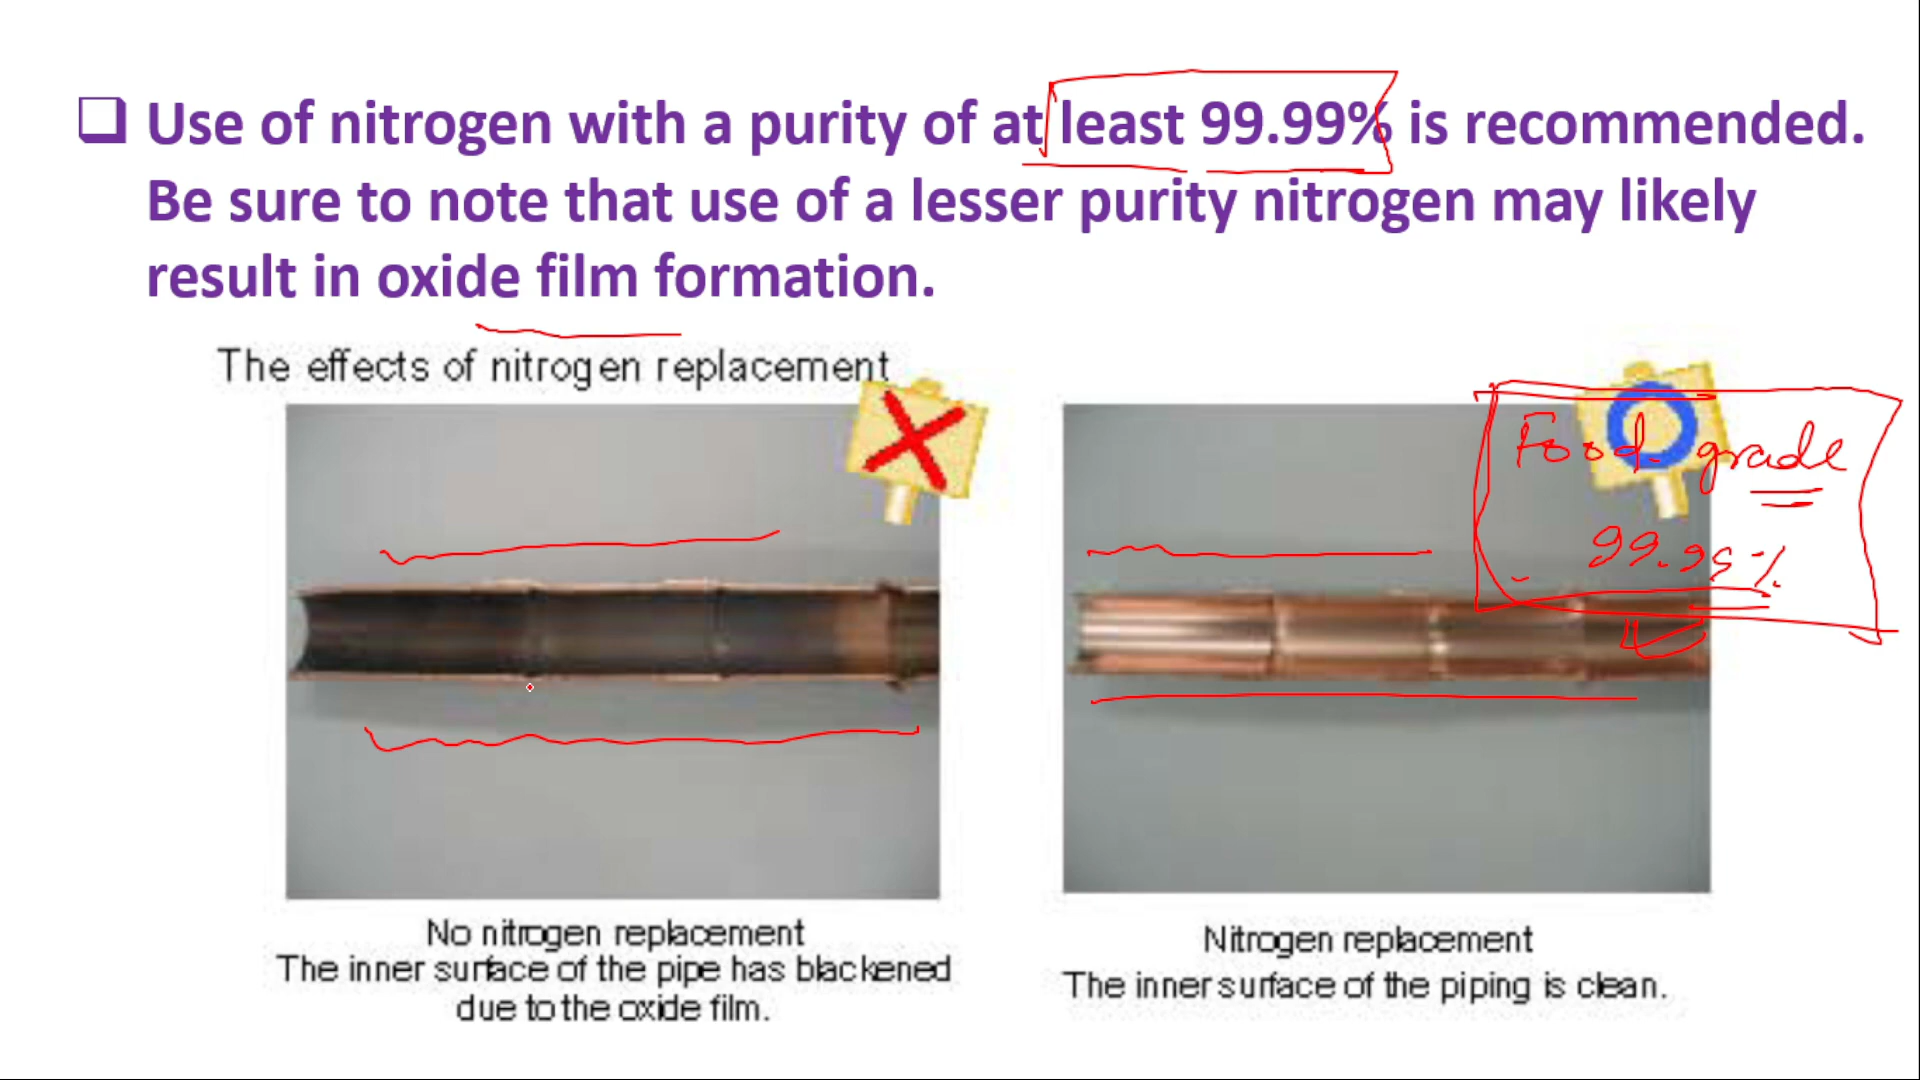 Use of nitrogen with a purity of at least 99.99% is recommended.
Be sure to note that use of a lesser purity nitrogen may likely
result in oxide film formation.
The effects of nitrogen replacement
Food grade
99.95%
No nitrogen replacement
The inner surface of the pipe has blackened
due to the oxide film.
Nitrogen replacement
The inner surface of the piping is clean.